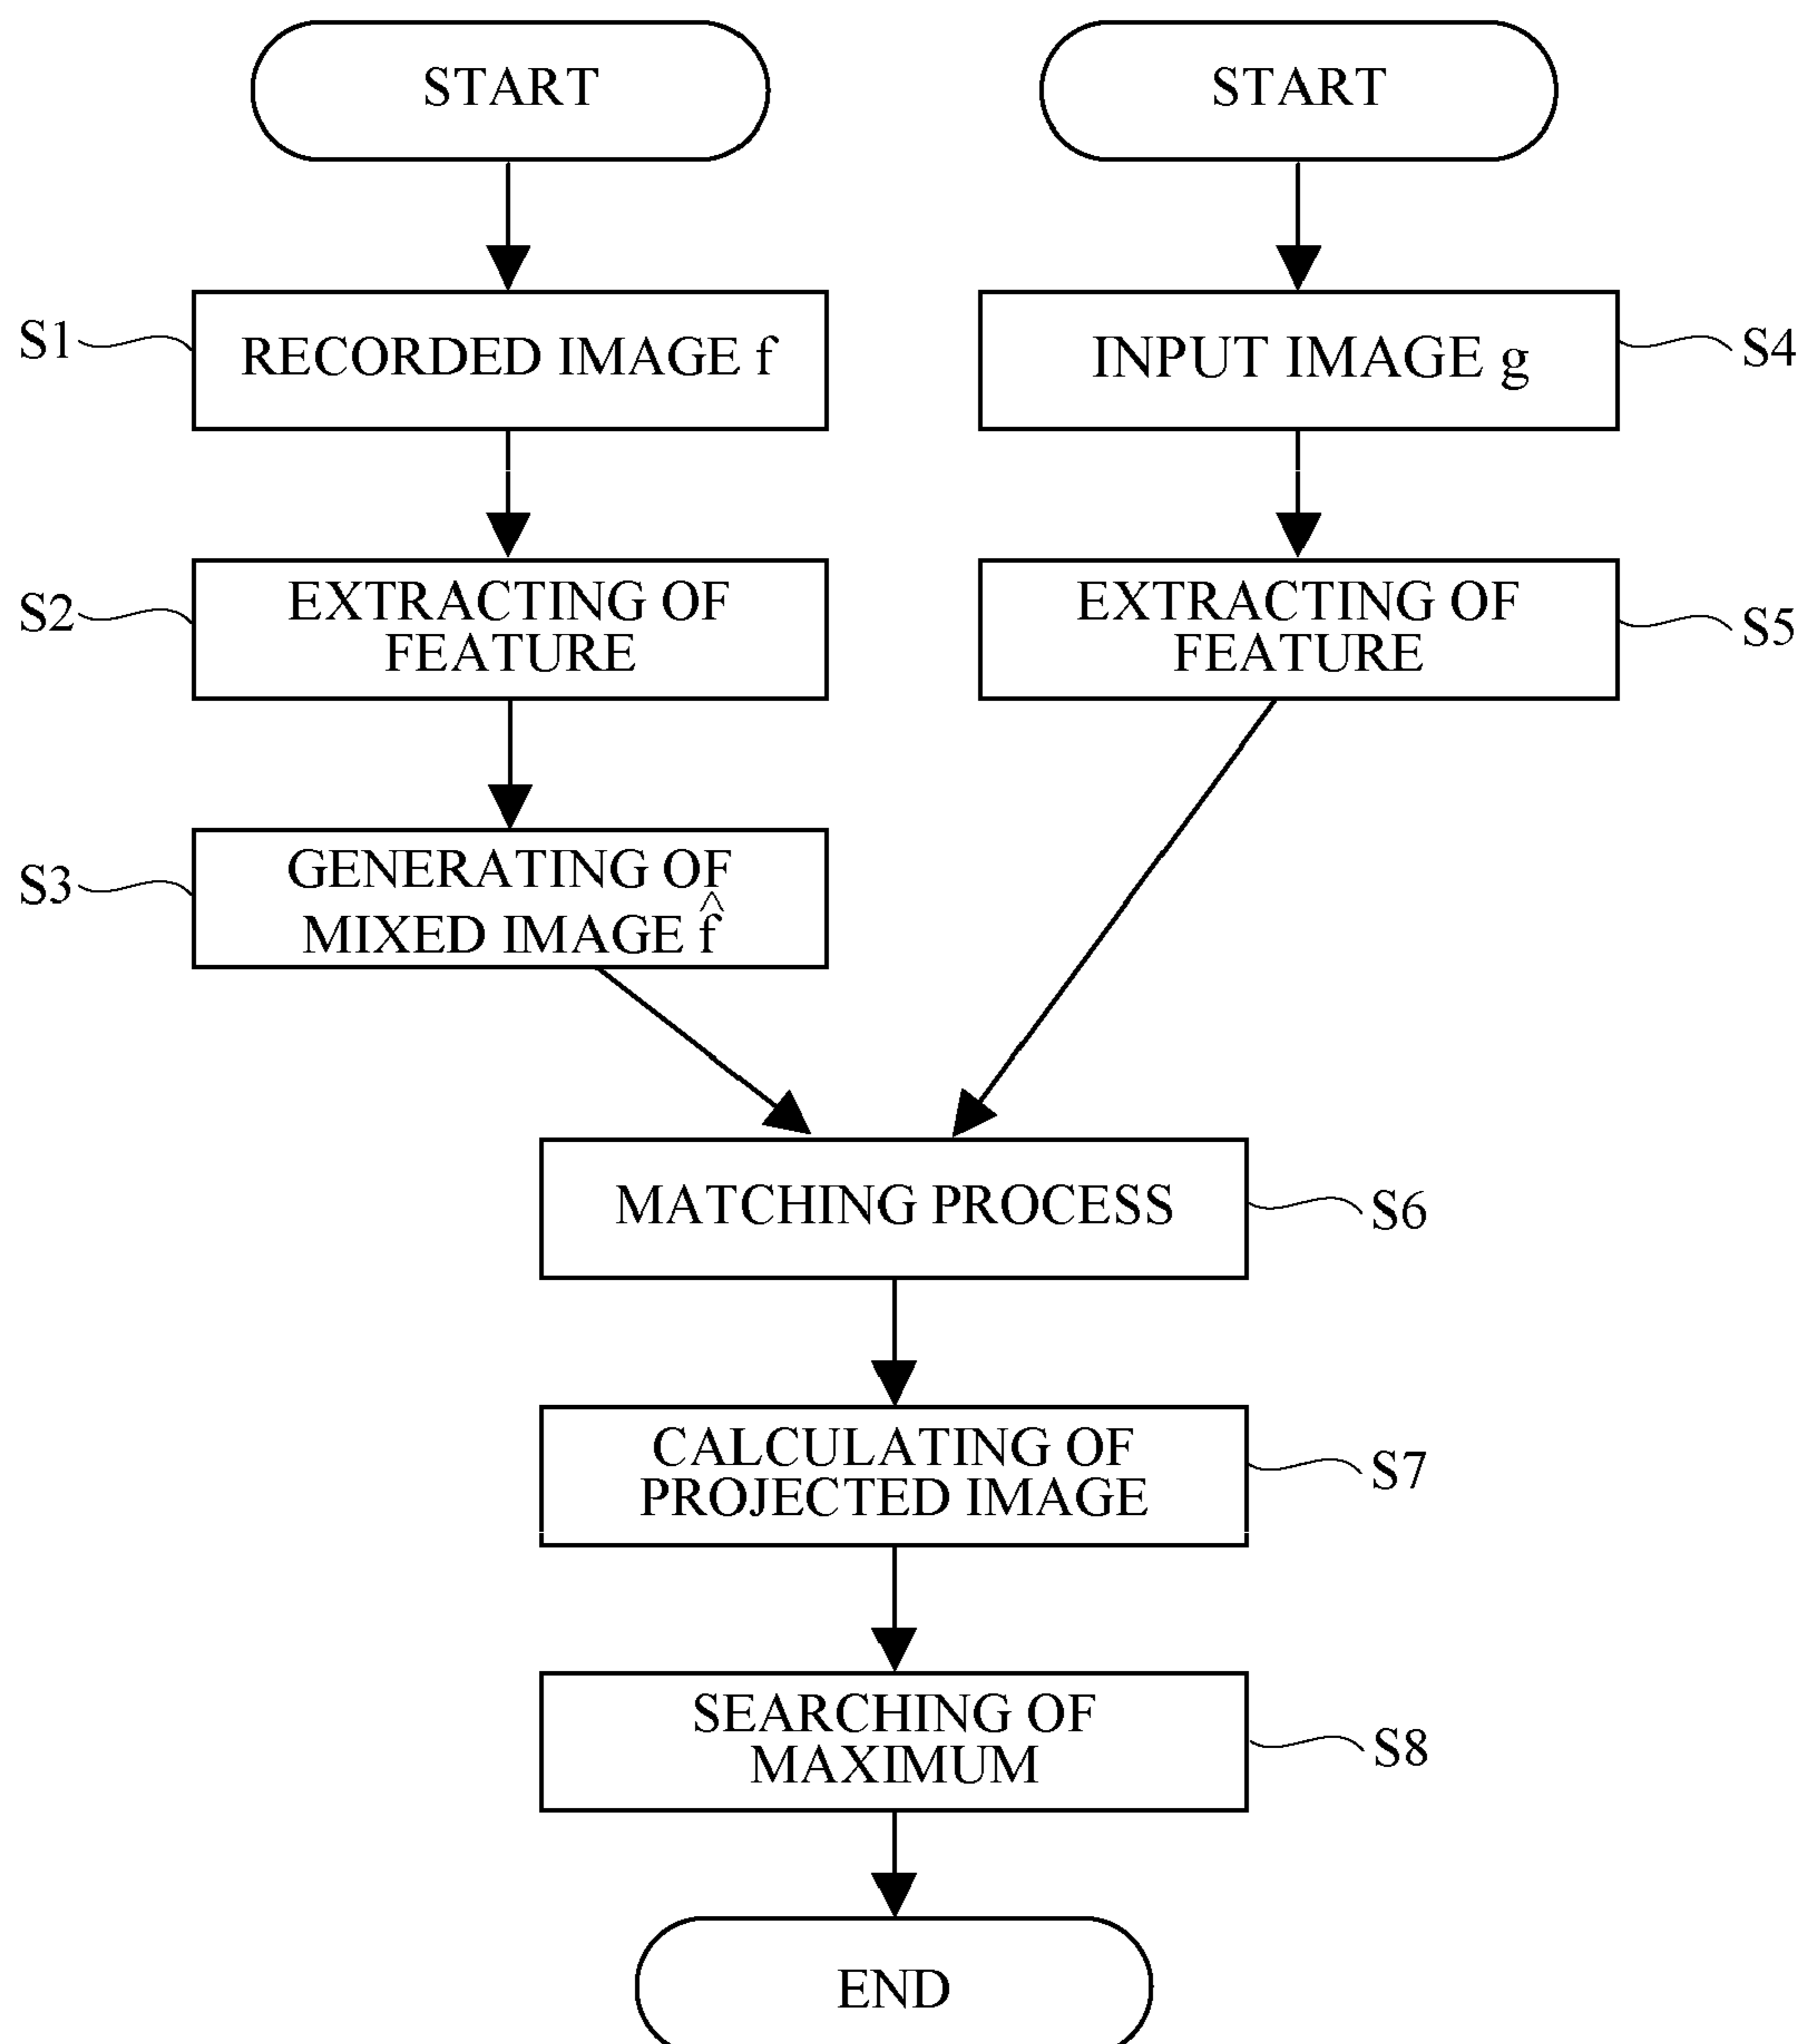 START
START
S1
RECORDED IMAGE f
INPUT IMAGE g
S4
S2
EXTRACTING OF
FEATURE
EXTRACTING OF
FEATURE
S5
S3
GENERATING OF
MIXED IMAGE f̂
MATCHING PROCESS
S6
CALCULATING OF
PROJECTED IMAGE
S7
SEARCHING OF
MAXIMUM
S8
END